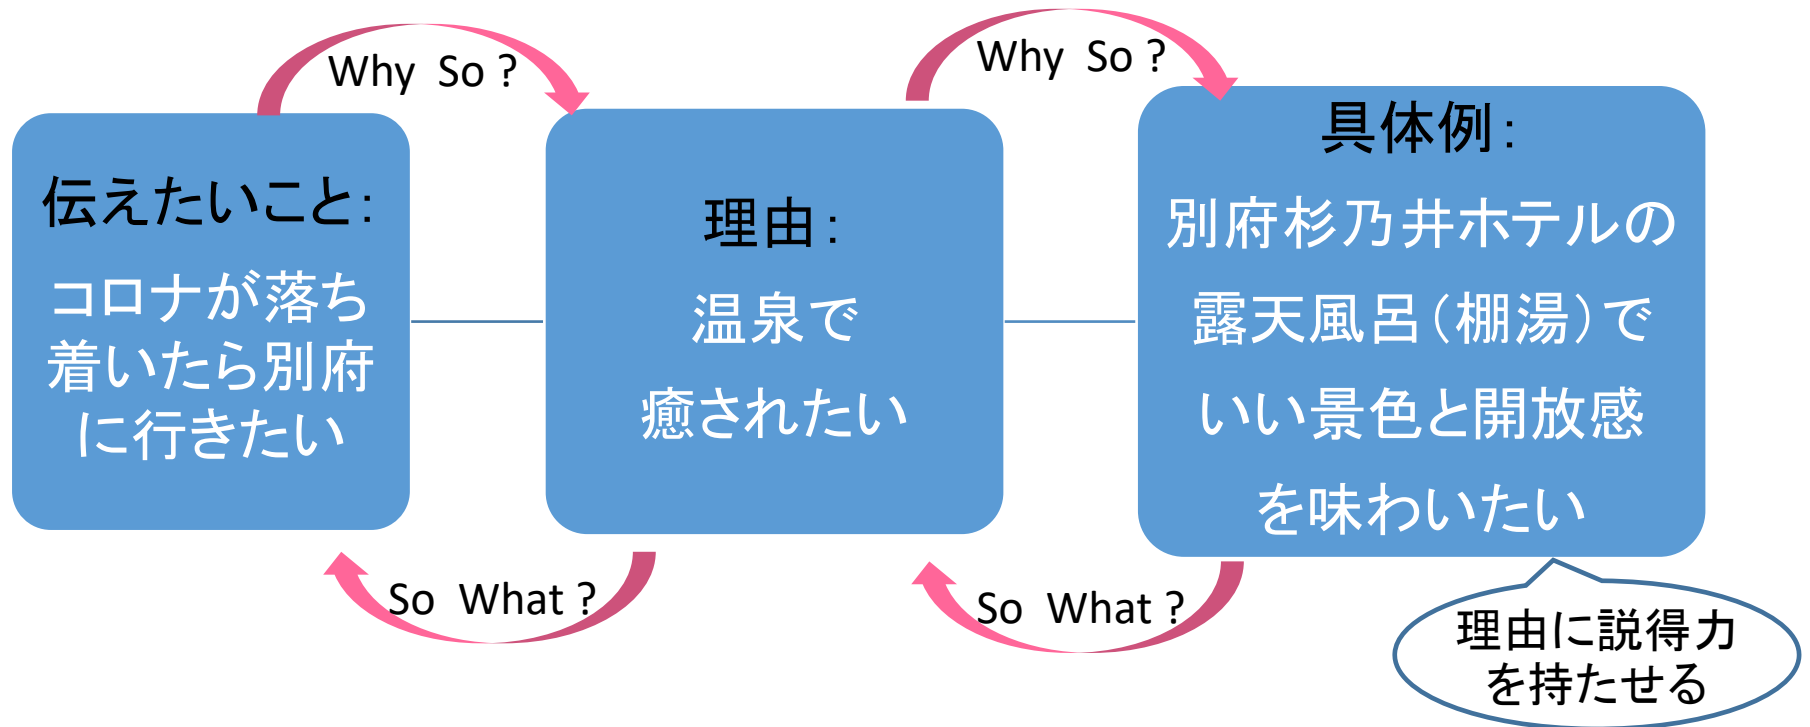 Why So ?
Why So ?
伝えたいこと:
コロナが落ち
着いたら別府
に行きたい
理由:
温泉で
癒されたい
具体例:
別府杉乃井ホテルの
露天風呂(棚湯)で
いい景色と開放感
を味わいたい
So What ?
So What ?
理由に説得力
を持たせる